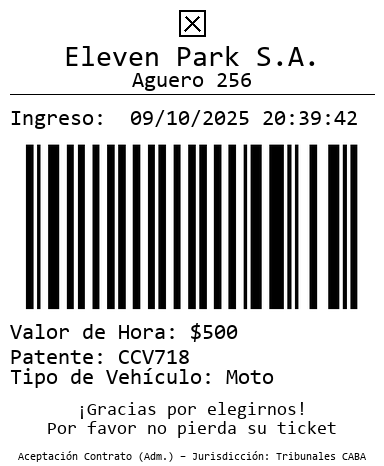 Eleven Park S.A.
Aguero 256
Ingreso: 09/10/2025 20:39:42
Valor de Hora: $500
Patente: CCV718
Tipo de Vehículo: Moto
¡Gracias por elegirnos!
Por favor no pierda su ticket
Aceptación Contrato (Adm.) – Jurisdicción: Tribunales CABA